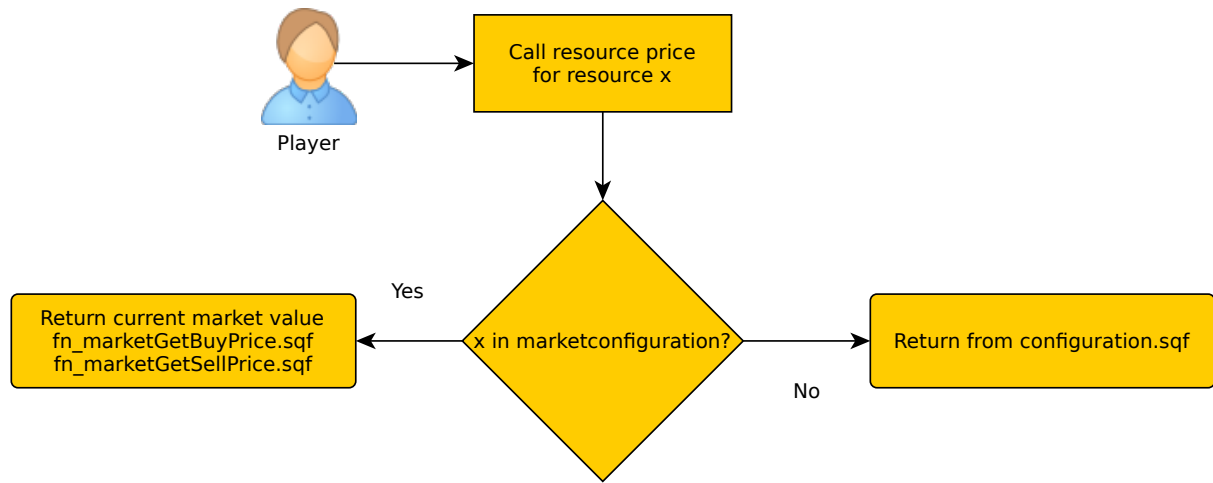 Call resource price
for resource x
Player
Yes
Return current market value
fn_marketGetBuyPrice.sqf
fn_marketGetSellPrice.sqf
x in marketconfiguration?
Return from configuration.sqf
No